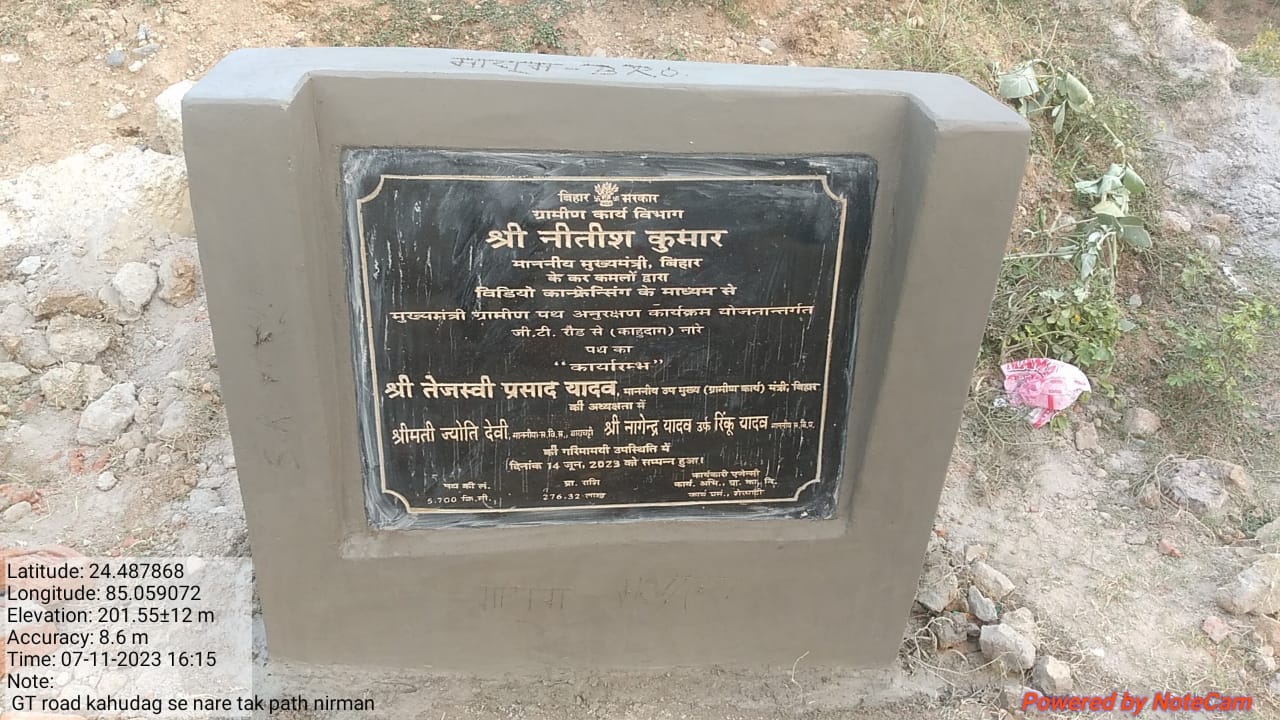 बिहार सरकार
ग्रामीण कार्य विभाग
श्री नीतीश कुमार
माननीय मुख्यमंत्री, बिहार
के कर कमलों द्वारा
विडियो कान्फ्रेन्सिंग के माध्यम से
मुख्यमंत्री ग्रामीण पथ अनुरक्षण कार्यक्रम योजनान्तर्गत
जी.टी. रौड से (काहुदाग) नारे
पथ का
"कार्यारम्भ"
श्री तेजस्वी प्रसाद यादव, माननीय उप मुख्य (ग्रामीण कार्य) मंत्री, बिहार
की अध्यक्षता में
श्रीमती ज्योति देवी श्री नागेन्द्र यादव उर्फ रिंकू यादव
की गरिमामयी उपस्थिति में
दिनांक 14 जून, 2023 को सम्पन्न हुआ।
पथ की लं. प्रा. राशि कार्यकारी एजेन्सी
5.700 कि.मी. 276.32 लाख कार्य. अभि., ग्रा. का. वि.
Latitude: 24.487868
Longitude: 85.059072
Elevation: 201.55±12 m
Accuracy: 8.6 m
Time: 07-11-2023 16:15
Note:
GT road kahudag se nare tak path nirman
Powered by NoteCam